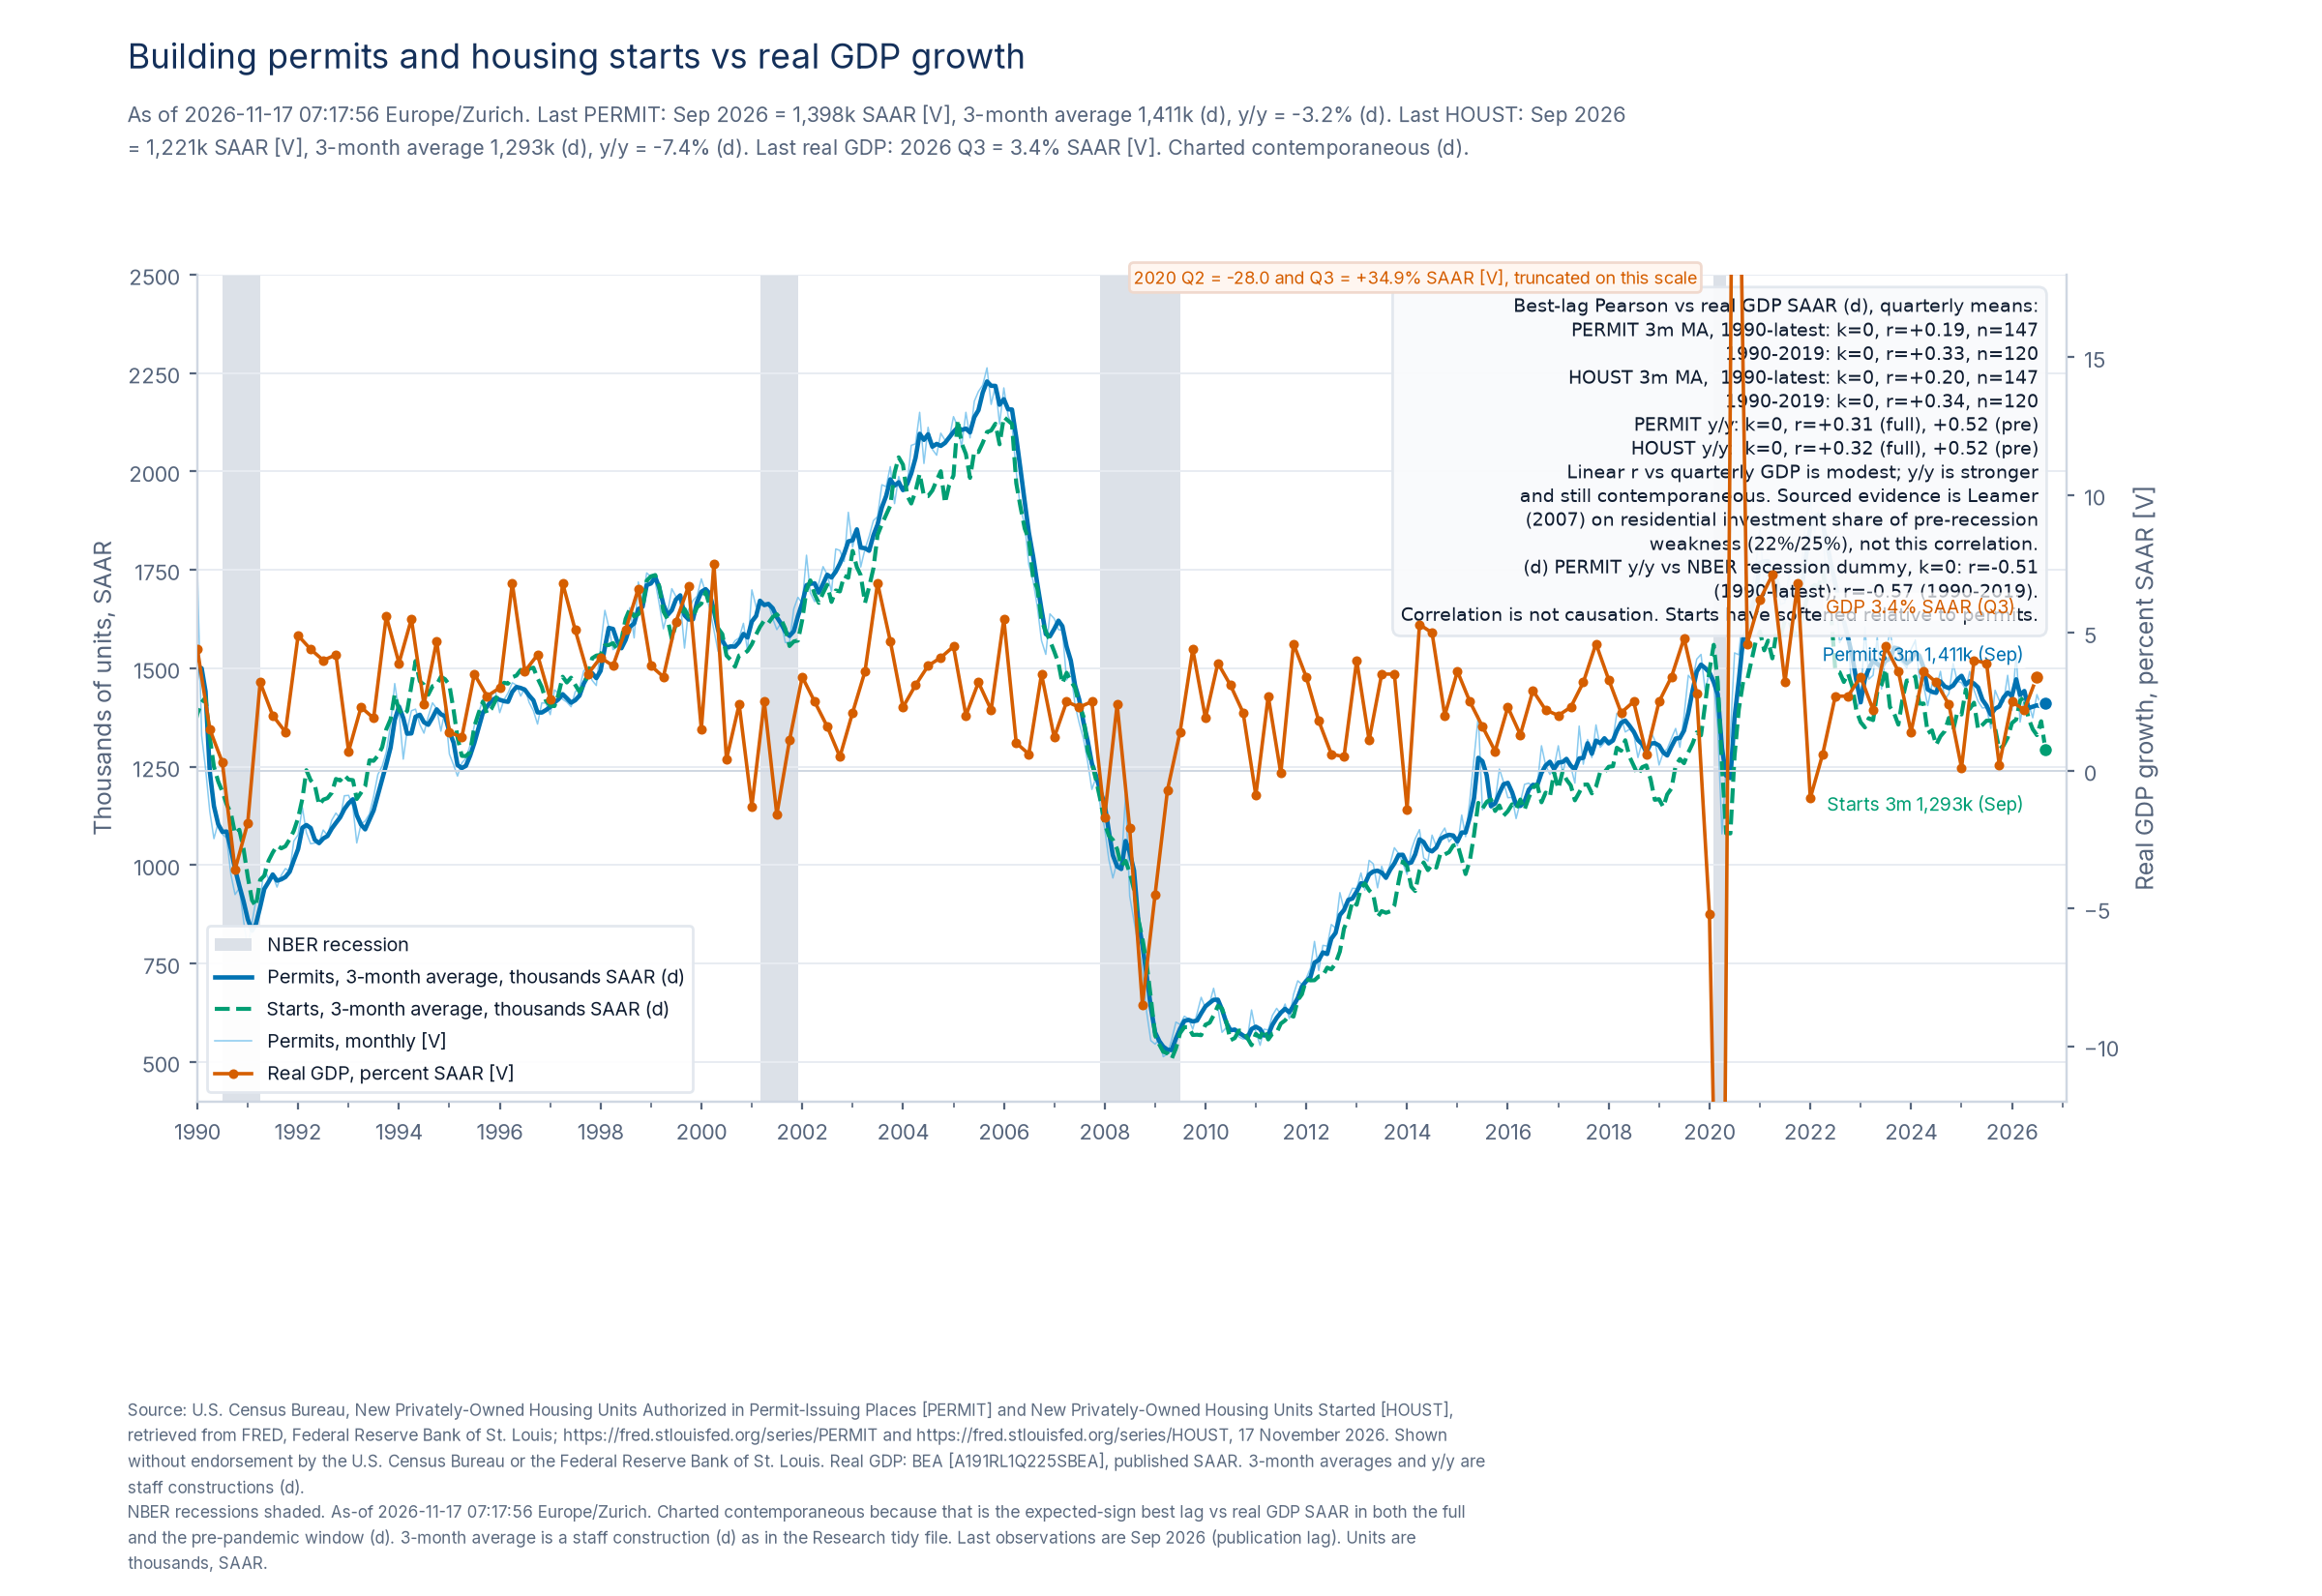 Building permits and housing starts vs real GDP growth
As of 2026-11-17 07:17:56 Europe/Zurich. Last PERMIT: Sep 2026 = 1,398k SAAR [V], 3-month average 1,411k (d), y/y = -3.2% (d). Last HOUST: Sep 2026
= 1,221k SAAR [V], 3-month average 1,293k (d), y/y = -7.4% (d). Last real GDP: 2026 Q3 = 3.4% SAAR [V]. Charted contemporaneous (d).
2020 Q2 = -28.0 and Q3 = +34.9% SAAR [V], truncated on this scale
Best-lag Pearson vs real GDP SAAR (d), quarterly means:
PERMIT 3m MA, 1990-latest: k=0, r=+0.19, n=147
1990-2019: k=0, r=+0.33, n=120
HOUST 3m MA, 1990-latest: k=0, r=+0.20, n=147
1990-2019: k=0, r=+0.34, n=120
PERMIT y/y: k=0, r=+0.31 (full), +0.52 (pre)
HOUST y/y: k=0, r=+0.32 (full), +0.52 (pre)
Linear r vs quarterly GDP is modest; y/y is stronger
and still contemporaneous. Sourced evidence is Leamer
(2007) on residential investment share of pre-recession
weakness (22%/25%), not this correlation.
(d) PERMIT y/y vs NBER recession dummy, k=0: r=-0.51
(1990-latest); r=-0.57 (1990-2019).
Correlation is not causation. Starts have softened relative to permits.
GDP 3.4% SAAR (Q3)
Permits 3m 1,411k (Sep)
Starts 3m 1,293k (Sep)
Thousands of units, SAAR
2500
2250
2000
1750
1500
1250
1000
750
500
Real GDP growth, percent SAAR [V]
15
10
5
0
−5
−10
NBER recession
Permits, 3-month average, thousands SAAR (d)
Starts, 3-month average, thousands SAAR (d)
Permits, monthly [V]
Real GDP, percent SAAR [V]
1990 1992 1994 1996 1998 2000 2002 2004 2006 2008 2010 2012 2014 2016 2018 2020 2022 2024 2026
Source: U.S. Census Bureau, New Privately-Owned Housing Units Authorized in Permit-Issuing Places [PERMIT] and New Privately-Owned Housing Units Started [HOUST],
retrieved from FRED, Federal Reserve Bank of St. Louis; https://fred.stlouisfed.org/series/PERMIT and https://fred.stlouisfed.org/series/HOUST, 17 November 2026. Shown
without endorsement by the U.S. Census Bureau or the Federal Reserve Bank of St. Louis. Real GDP: BEA [A191RL1Q225SBEA], published SAAR. 3-month averages and y/y are
staff constructions (d).
NBER recessions shaded. As-of 2026-11-17 07:17:56 Europe/Zurich. Charted contemporaneous because that is the expected-sign best lag vs real GDP SAAR in both the full
and the pre-pandemic window (d). 3-month average is a staff construction (d) as in the Research tidy file. Last observations are Sep 2026 (publication lag). Units are
thousands, SAAR.